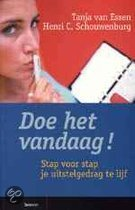 Tanja van Essen
Henri C. Schouwenburg
Doe het
vandaag!
Stap voor stap
je uitstelgedrag te lijf